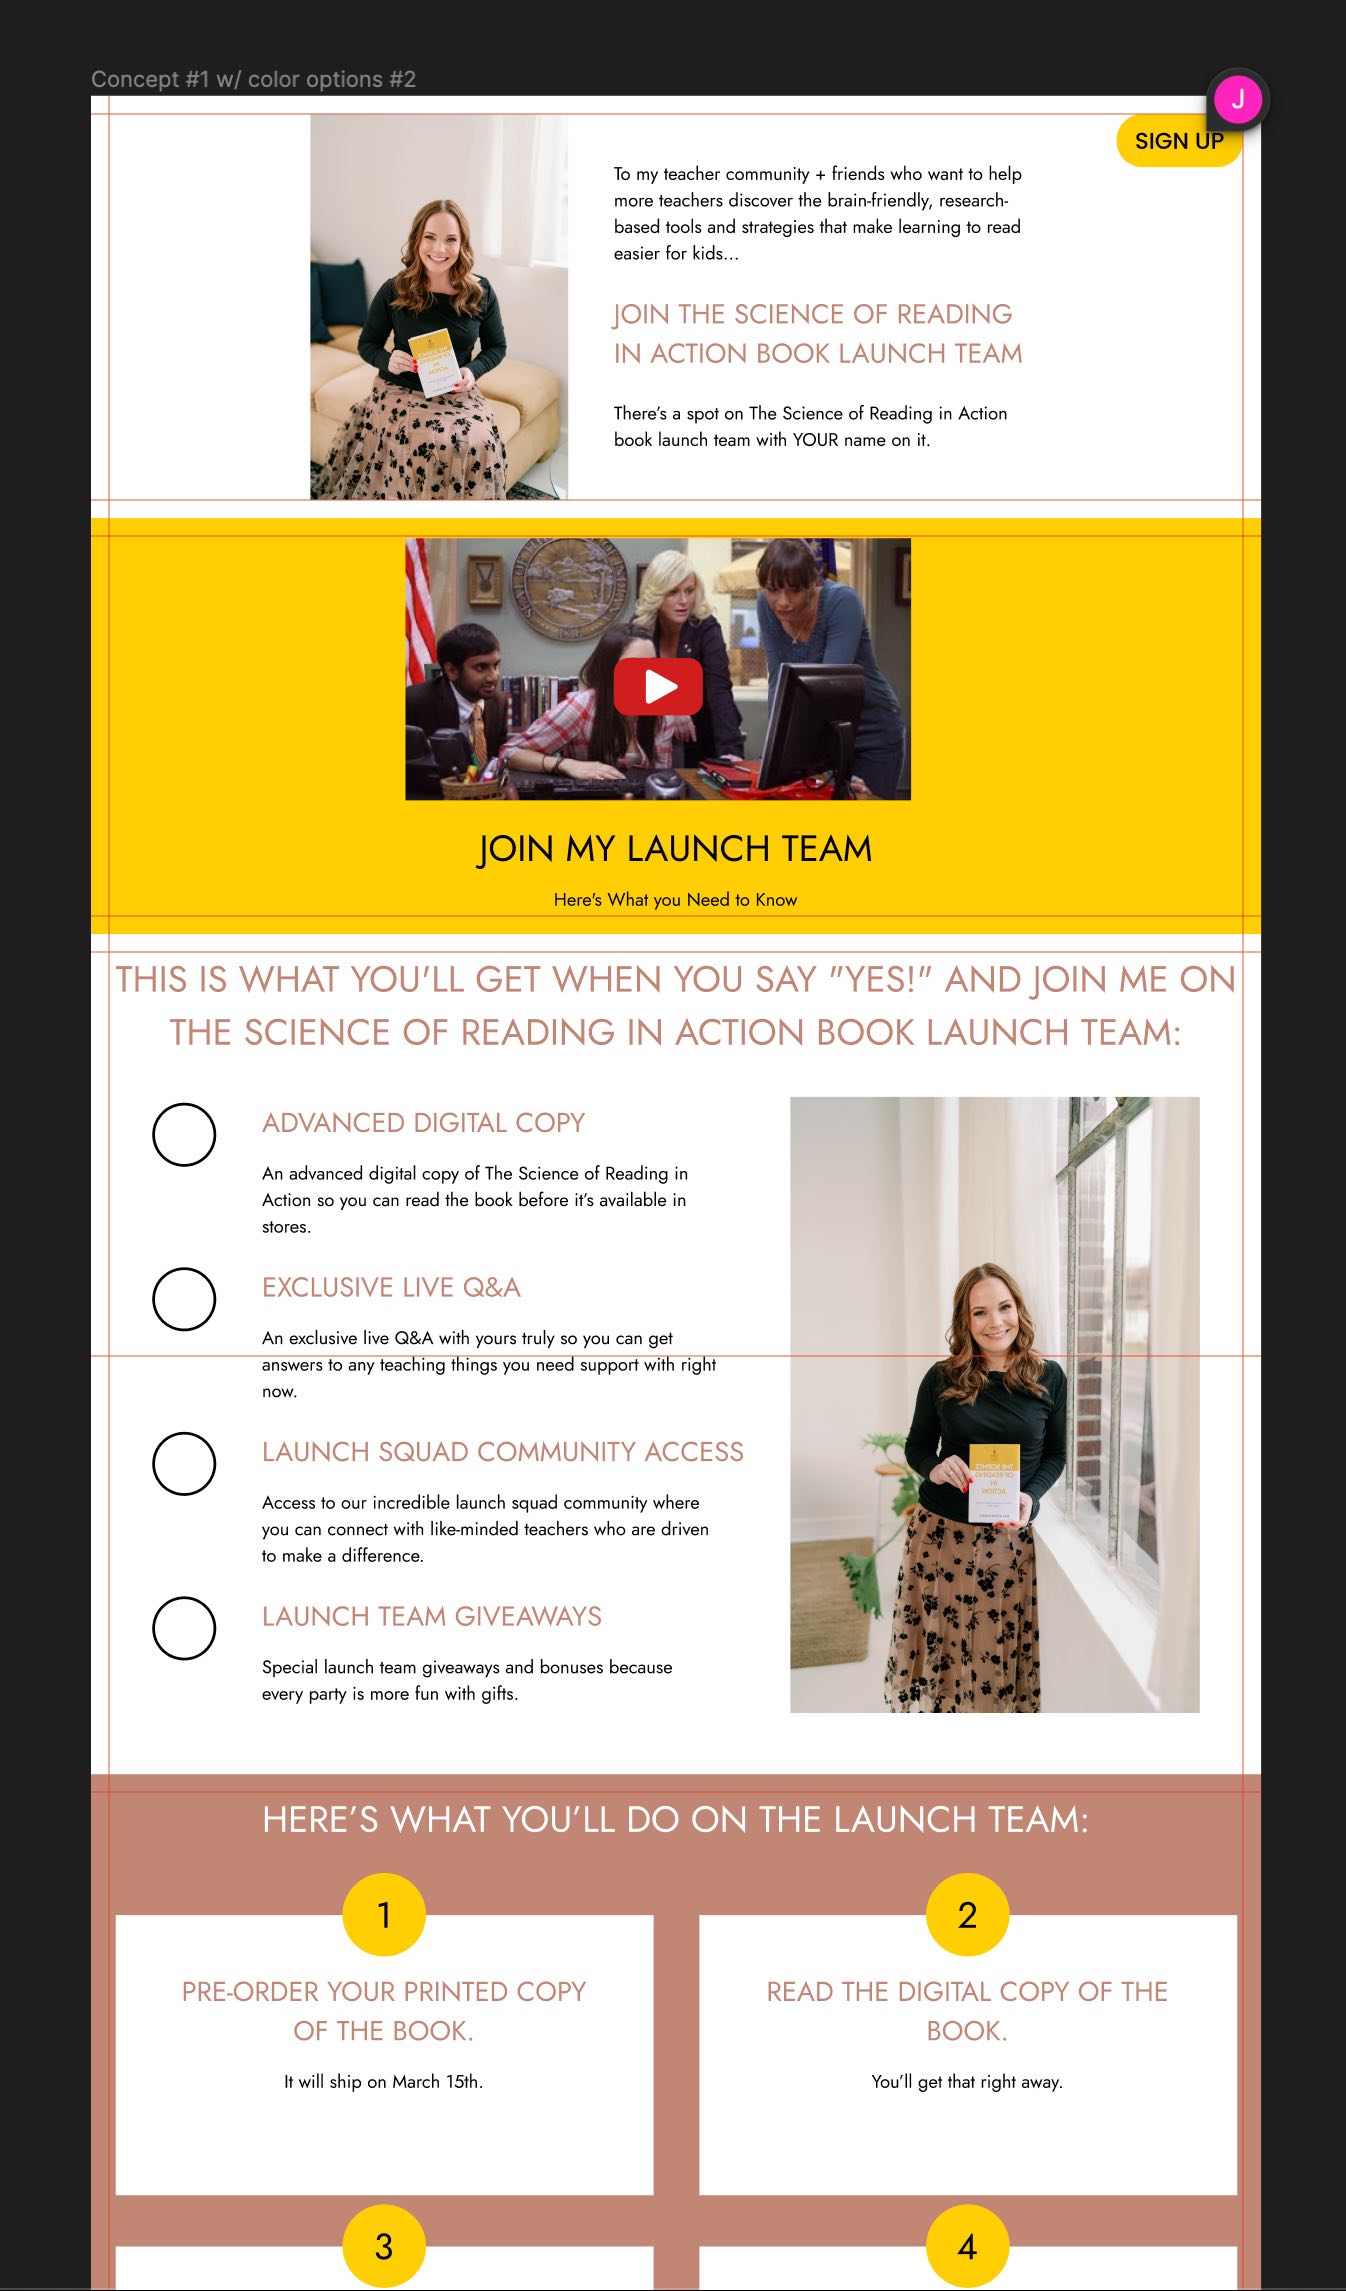 Concept #1 w/ color options #2
J
SIGN UP
To my teacher community + friends who want to help
more teachers discover the brain-friendly, research-
based tools and strategies that make learning to read
easier for kids...
JOIN THE SCIENCE OF READING
IN ACTION BOOK LAUNCH TEAM
There’s a spot on The Science of Reading in Action
book launch team with YOUR name on it.
JOIN MY LAUNCH TEAM
Here's What you Need to Know
THIS IS WHAT YOU'LL GET WHEN YOU SAY "YES!" AND JOIN ME ON
THE SCIENCE OF READING IN ACTION BOOK LAUNCH TEAM:
ADVANCED DIGITAL COPY
An advanced digital copy of The Science of Reading in
Action so you can read the book before it’s available in
stores.
EXCLUSIVE LIVE Q&A
An exclusive live Q&A with yours truly so you can get
answers to any teaching things you need support with right
now.
LAUNCH SQUAD COMMUNITY ACCESS
Access to our incredible launch squad community where
you can connect with like-minded teachers who are driven
to make a difference.
LAUNCH TEAM GIVEAWAYS
Special launch team giveaways and bonuses because
every party is more fun with gifts.
THE SCIENCE
OF READING
IN
ACTION
HERE’S WHAT YOU’LL DO ON THE LAUNCH TEAM:
1
PRE-ORDER YOUR PRINTED COPY
OF THE BOOK.
It will ship on March 15th.
2
READ THE DIGITAL COPY OF THE
BOOK.
You’ll get that right away.
3
4